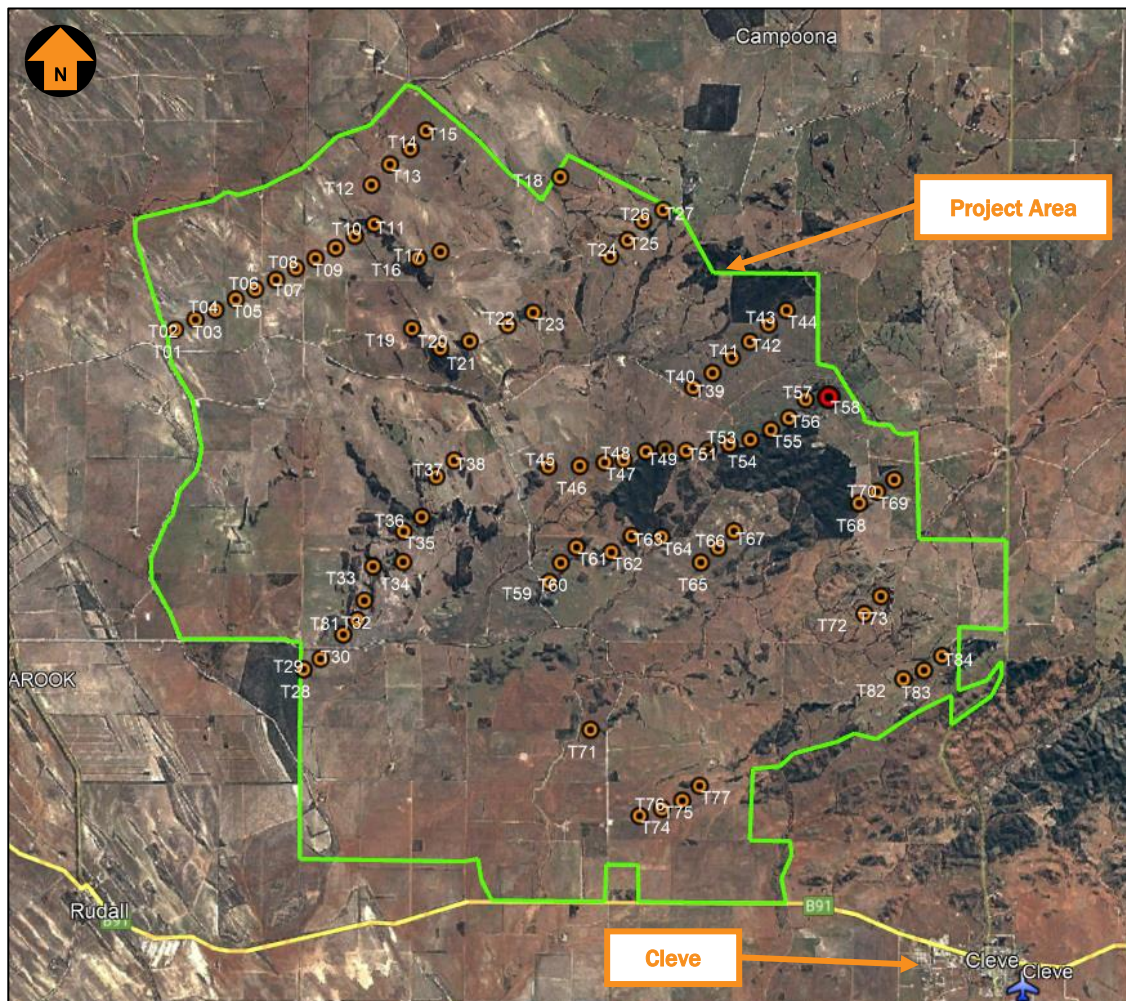 Campoona
N
T15
T14
T13
T12
T18
T27
T26
T25
T24
Project Area
T11
T10
T17
T16
T09
T08
T07
T06
T05
T04
T03
T02
T01
T23
T22
T21
T20
T19
T44
T43
T42
T41
T40
T39
T58
T57
T56
T55
T54
T53
T51
T49
T48
T47
T46
T45
T38
T37
T36
T35
T34
T33
T32
T31
T30
T29
T28
T70
T69
T68
T67
T66
T65
T64
T63
T62
T61
T60
T59
T73
T72
T84
T83
T82
AROOK
T71
T77
T76
T75
T74
Rudall
B91
B91
Cleve
Cleve
Cleve